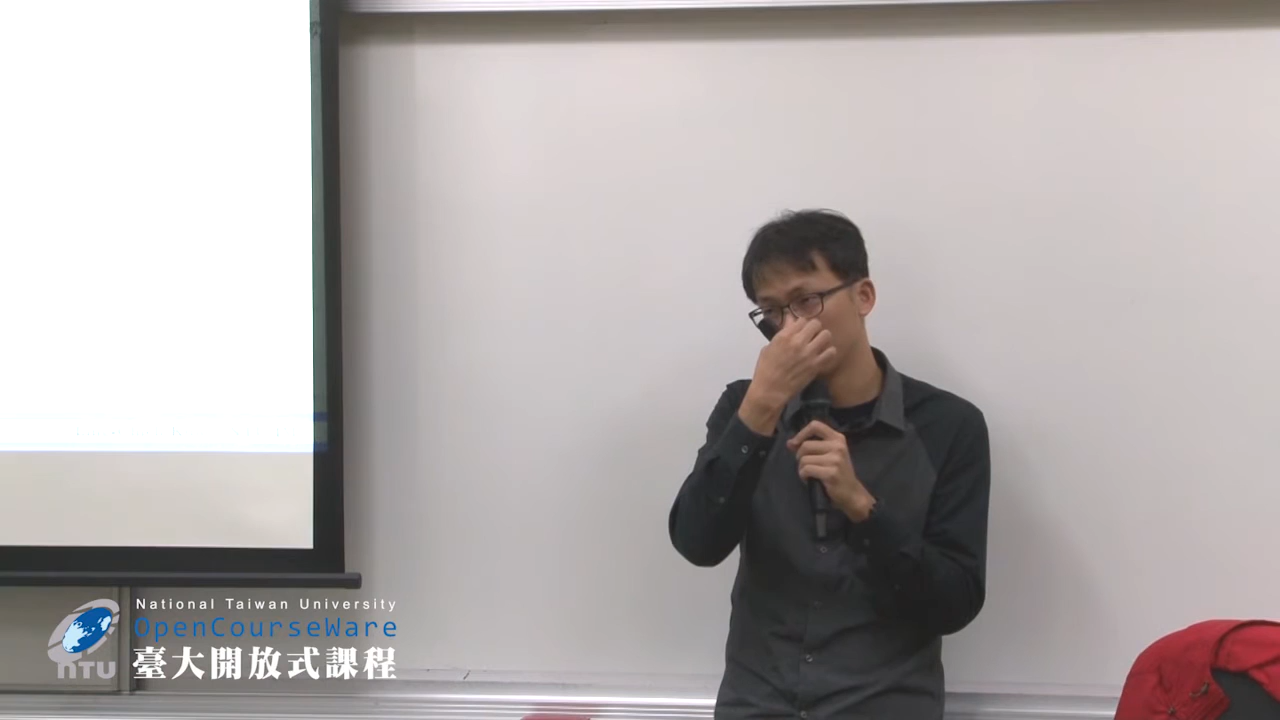 National Taiwan University
OpenCourseWare
臺大開放式課程
nTU